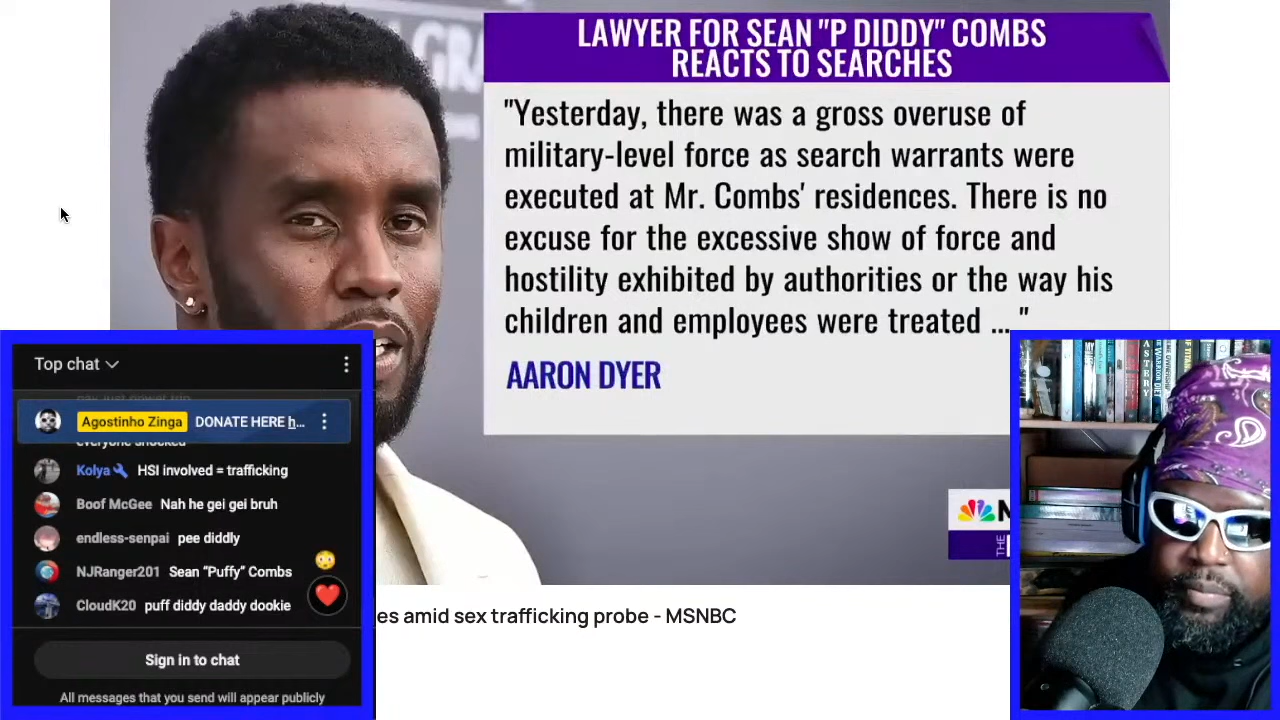 LAWYER FOR SEAN "P DIDDY" COMBS
REACTS TO SEARCHES
"Yesterday, there was a gross overuse of
military-level force as search warrants were
executed at Mr. Combs' residences. There is no
excuse for the excessive show of force and
hostility exhibited by authorities or the way his
children and employees were treated ... "
AARON DYER
THE
es amid sex trafficking probe - MSNBC
Top chat
Agostinho Zinga DONATE HERE h...
everyone shocked
Kolya HSI involved = trafficking
Boof McGee Nah he gei gei bruh
endless-senpai pee diddly
NJRanger201 Sean “Puffy” Combs
CloudK20 puff diddy daddy dookie
Sign in to chat
All messages that you send will appear publicly